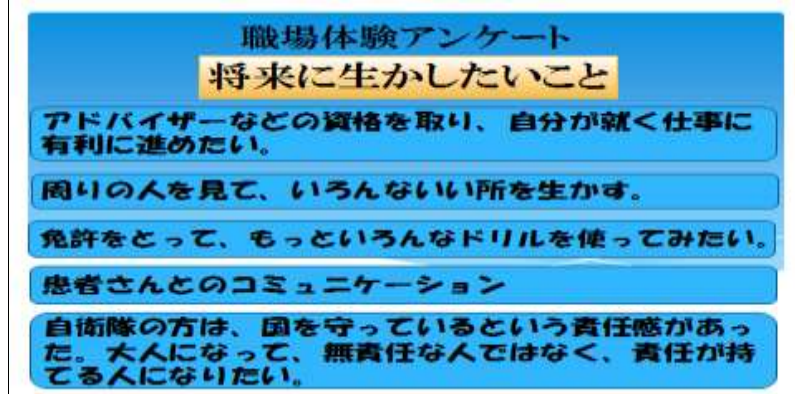 職場体験アンケート
将来に生かしたいこと
アドバイザーなどの資格を取り、自分が就く仕事に
有利に進めたい。
周りの人を見て、いろんないい所を生かす。
免許をとって、もっといろんなドリルを使ってみたい。
患者さんとのコミュニケーション
自衛隊の方は、国を守っているという責任感があっ
た。大人になって、無責任な人ではなく、責任が持
てる人になりたい。